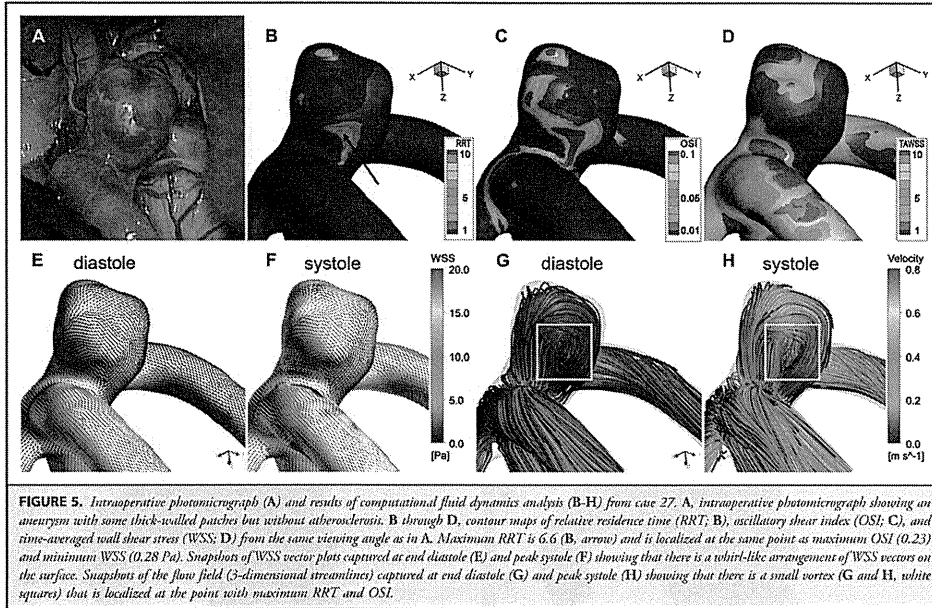 A
B
C
D
X
Y
Z
X
Y
Z
X
Y
Z
RRT
10
5
1
OSI
0.1
0.05
0.01
TAWSS
10
5
1
E
diastole
F
systole
WSS
20.0
15.0
10.0
5.0
0.0
[Pa]
G
diastole
H
systole
Velocity
0.8
0.6
0.4
0.2
0.0
[m s^-1]
FIGURE 5. Intraoperative photomicrograph (A) and results of computational fluid dynamics analysis (B-H) from case 27. A, intraoperative photomicrograph showing an
aneurysm with some thick-walled patches but without atherosclerosis. B through D, contour maps of relative residence time (RRT; B), oscillatory shear index (OSI; C), and
time-averaged wall shear stress (WSS; D) from the same viewing angle as in A. Maximum RRT is 6.6 (B, arrow) and is localized at the same point as maximum OSI (0.23)
and minimum WSS (0.28 Pa). Snapshots of WSS vector plots captured at end diastole (E) and peak systole (F) showing that there is a whirl-like arrangement of WSS vectors on
the surface. Snapshots of the flow field (3-dimensional streamlines) captured at end diastole (G) and peak systole (H) showing that there is a small vortex (G and H, white
squares) that is localized at the point with maximum RRT and OSI.